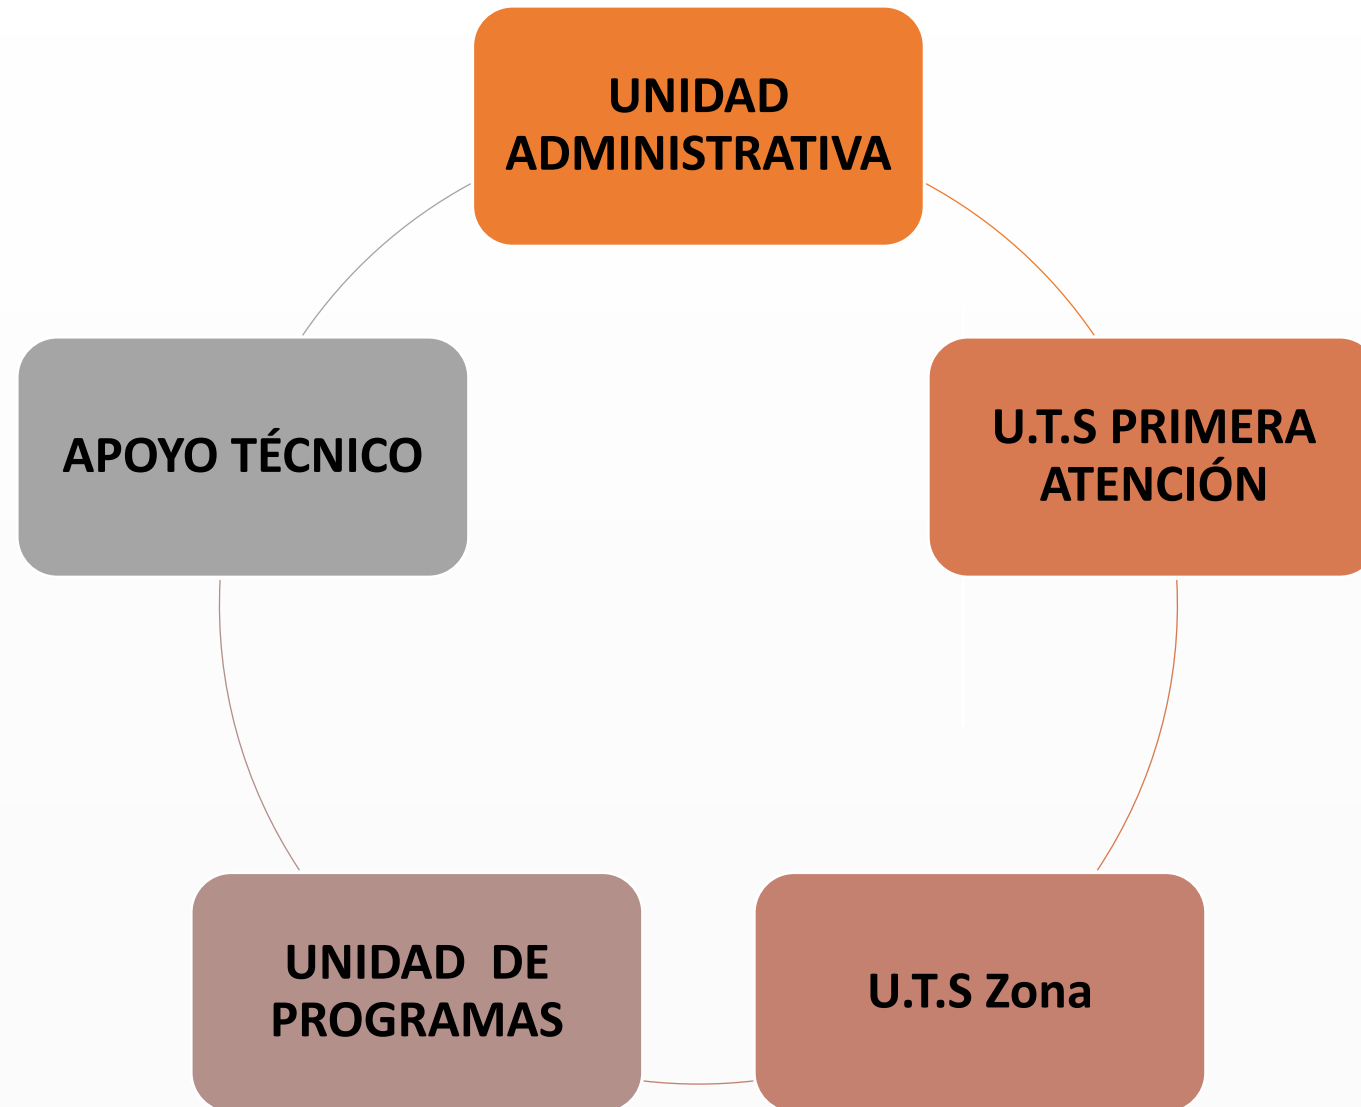 UNIDAD
ADMINISTRATIVA
U.T.S PRIMERA
ATENCIÓN
U.T.S Zona
UNIDAD  DE
PROGRAMAS
APOYO TÉCNICO